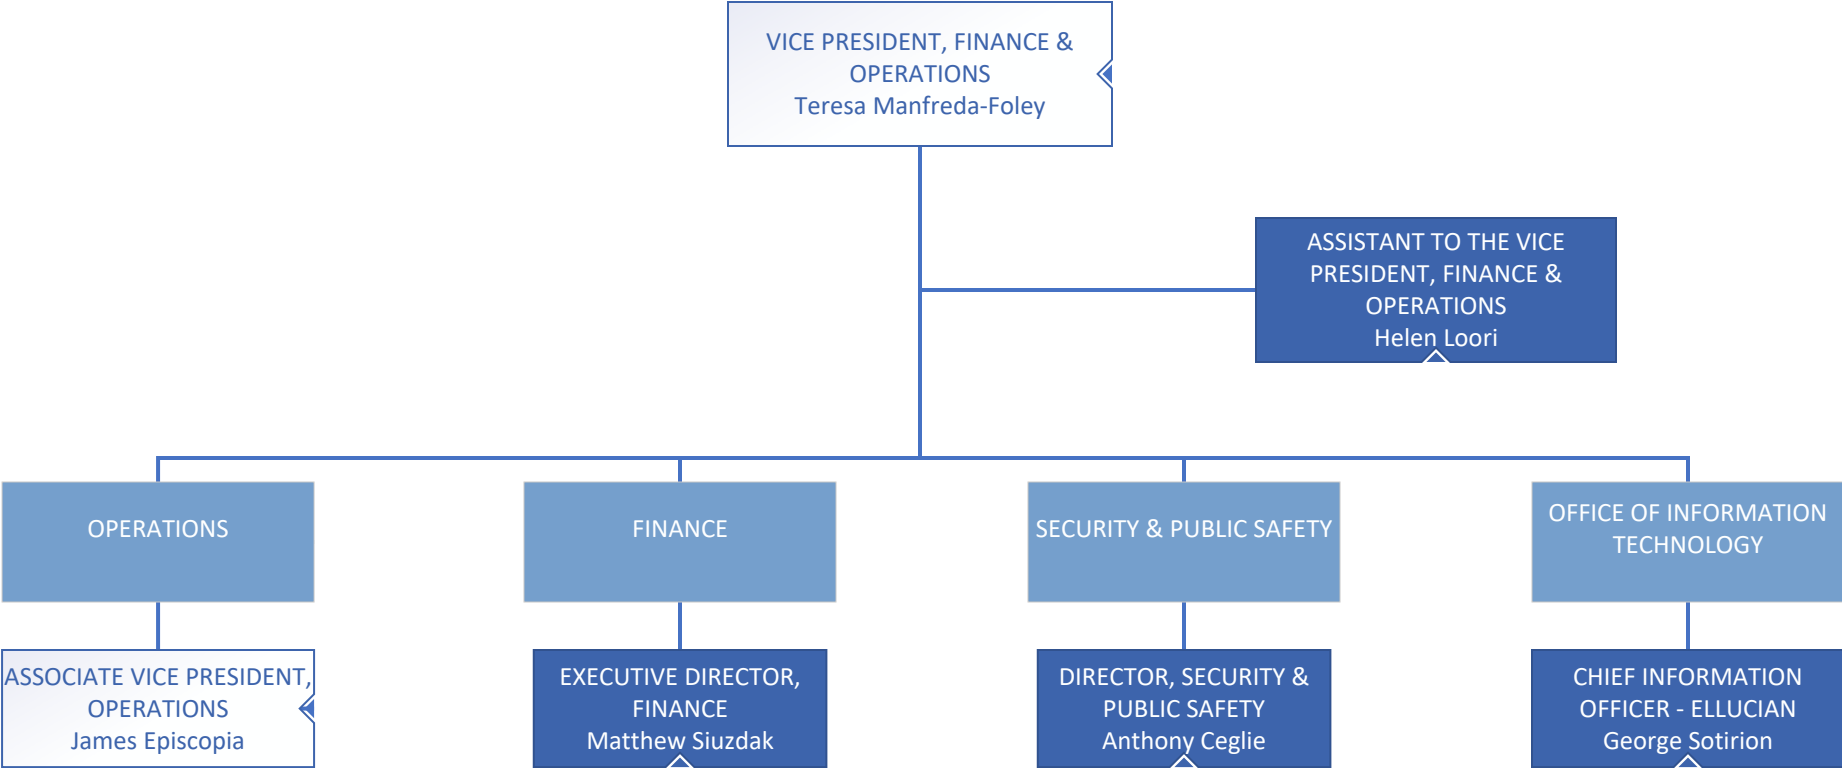 VICE PRESIDENT, FINANCE &
OPERATIONS
Teresa Manfreda-Foley
ASSISTANT TO THE VICE
PRESIDENT, FINANCE &
OPERATIONS
Helen Loori
OPERATIONS
FINANCE
SECURITY & PUBLIC SAFETY
OFFICE OF INFORMATION
TECHNOLOGY
ASSOCIATE VICE PRESIDENT,
OPERATIONS
James Episcopia
EXECUTIVE DIRECTOR,
FINANCE
Matthew Siuzdak
DIRECTOR, SECURITY &
PUBLIC SAFETY
Anthony Ceglie
CHIEF INFORMATION
OFFICER - ELLUCIAN
George Sotirion